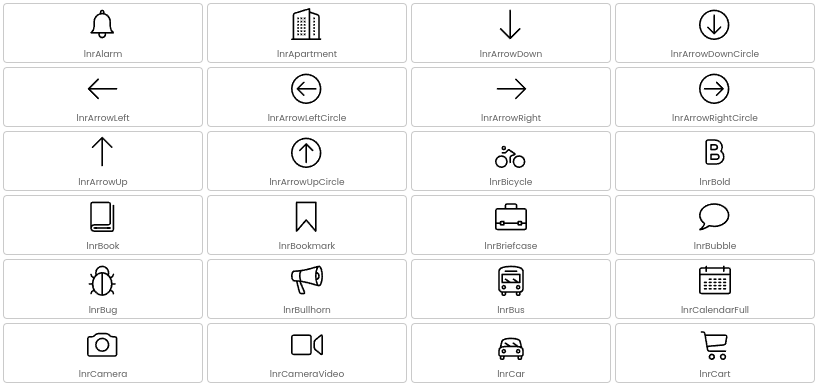 lnrAlarm
lnrApartment
lnrArrowDown
lnrArrowDownCircle
lnrArrowLeft
lnrArrowLeftCircle
lnrArrowRight
lnrArrowRightCircle
lnrArrowUp
lnrArrowUpCircle
lnrBicycle
lnrBold
lnrBook
lnrBookmark
lnrBriefcase
lnrBubble
lnrBug
lnrBullhorn
lnrBus
lnrCalendarFull
lnrCamera
lnrCameraVideo
lnrCar
lnrCart